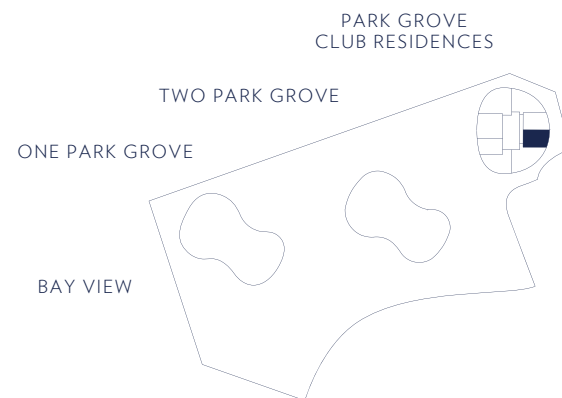 PARK GROVE
CLUB RESIDENCES
TWO PARK GROVE
ONE PARK GROVE
BAY VIEW